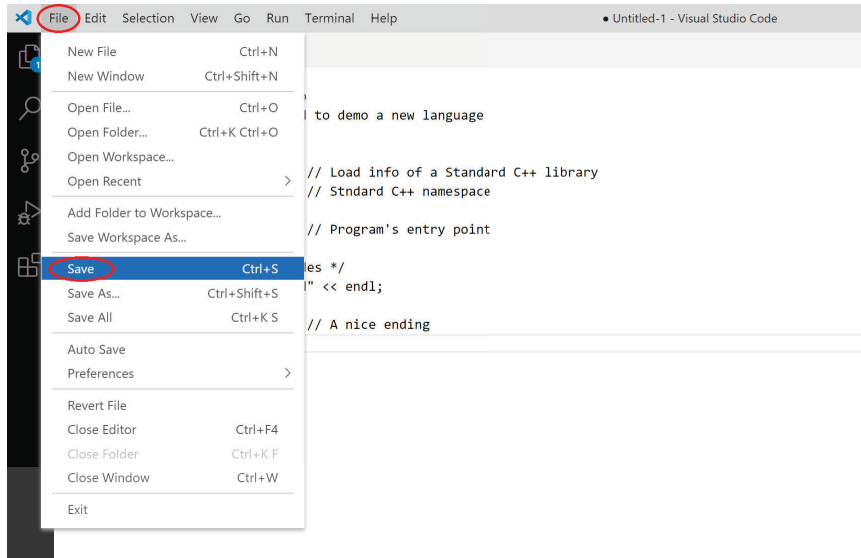 File Edit Selection View Go Run Terminal Help ● Untitled-1 - Visual Studio Code
1
New File Ctrl+N
New Window Ctrl+Shift+N
Open File... Ctrl+O
Open Folder... Ctrl+K Ctrl+O
Open Workspace...
Open Recent >
Add Folder to Workspace...
Save Workspace As...
Save Ctrl+S
Save As... Ctrl+Shift+S
Save All Ctrl+K S
Auto Save
Preferences >
Revert File
Close Editor Ctrl+F4
Close Folder Ctrl+K F
Close Window Ctrl+W
Exit
to demo a new language
// Load info of a Standard C++ library
// Stndard C++ namespace
// Program's entry point
les */
" << endl;
// A nice ending